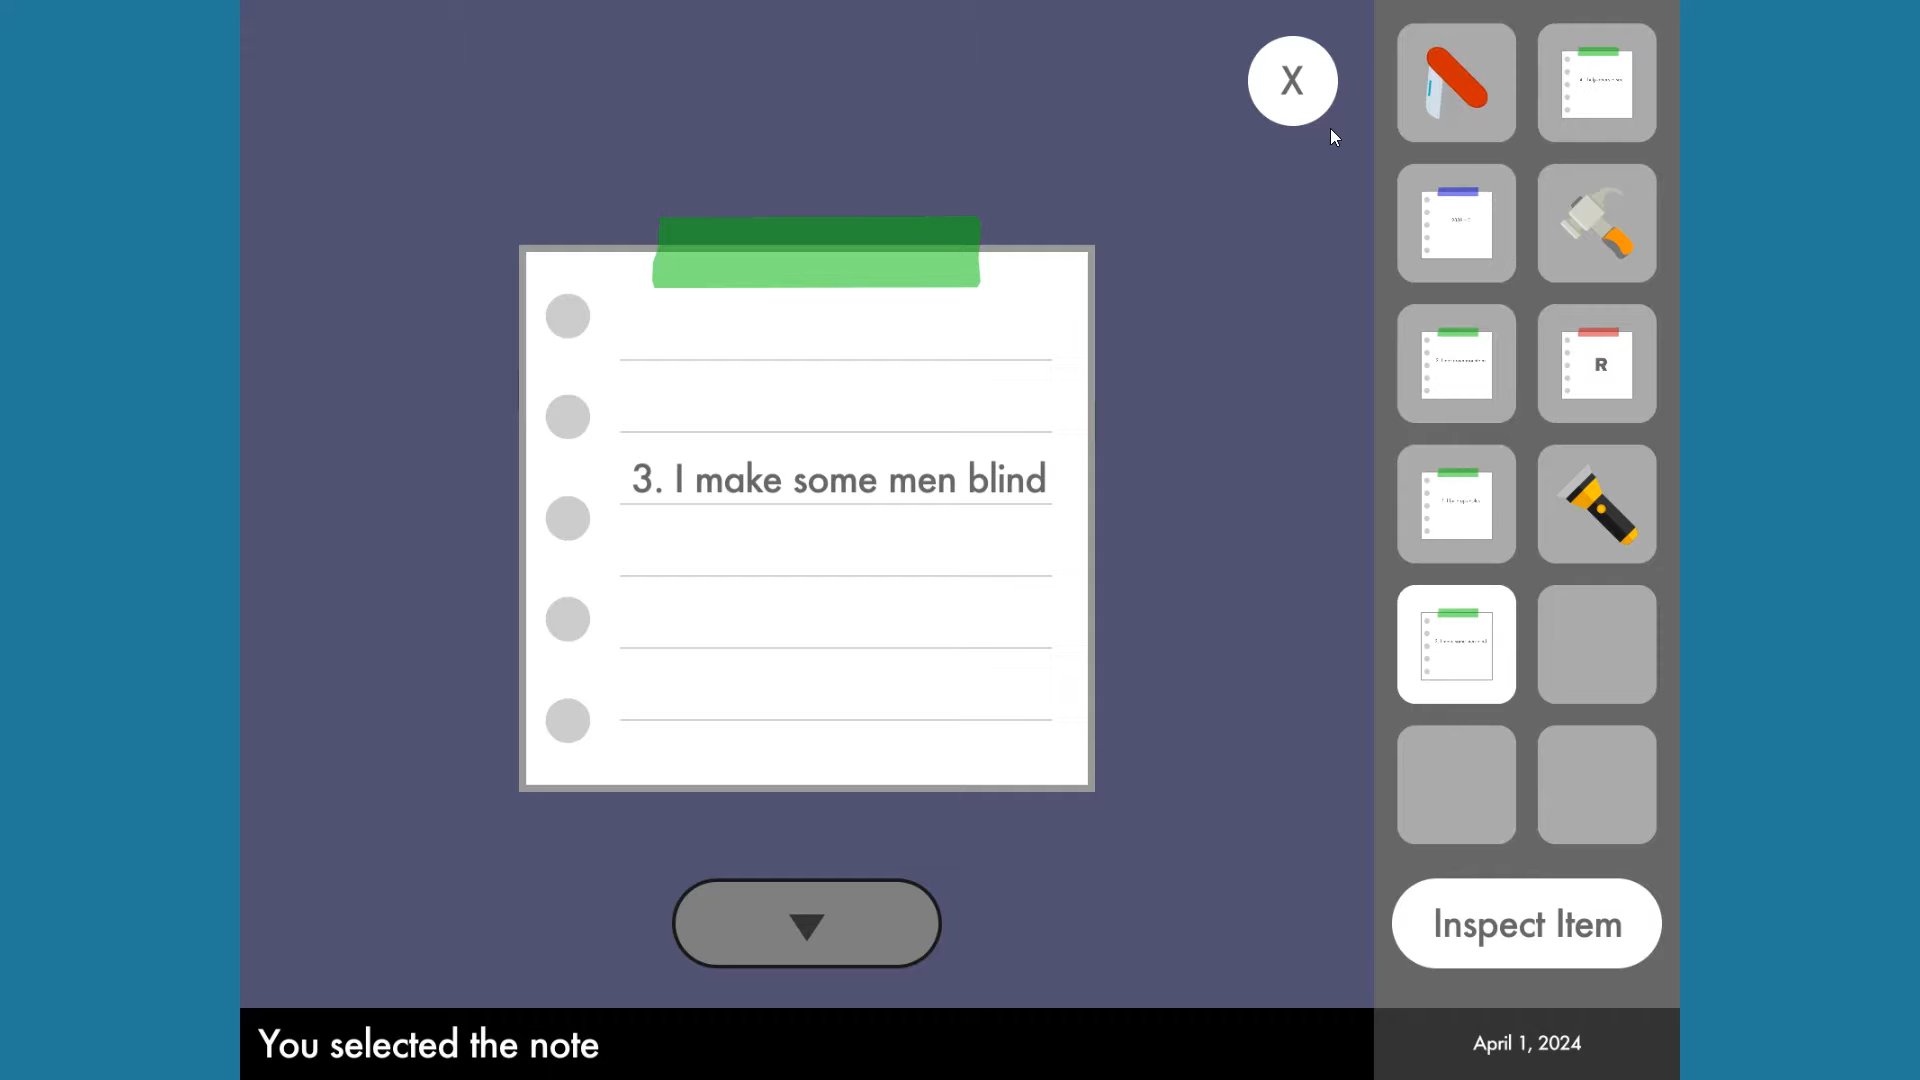 X
3. I make some men blind
R
Inspect Item
You selected the note
April 1, 2024